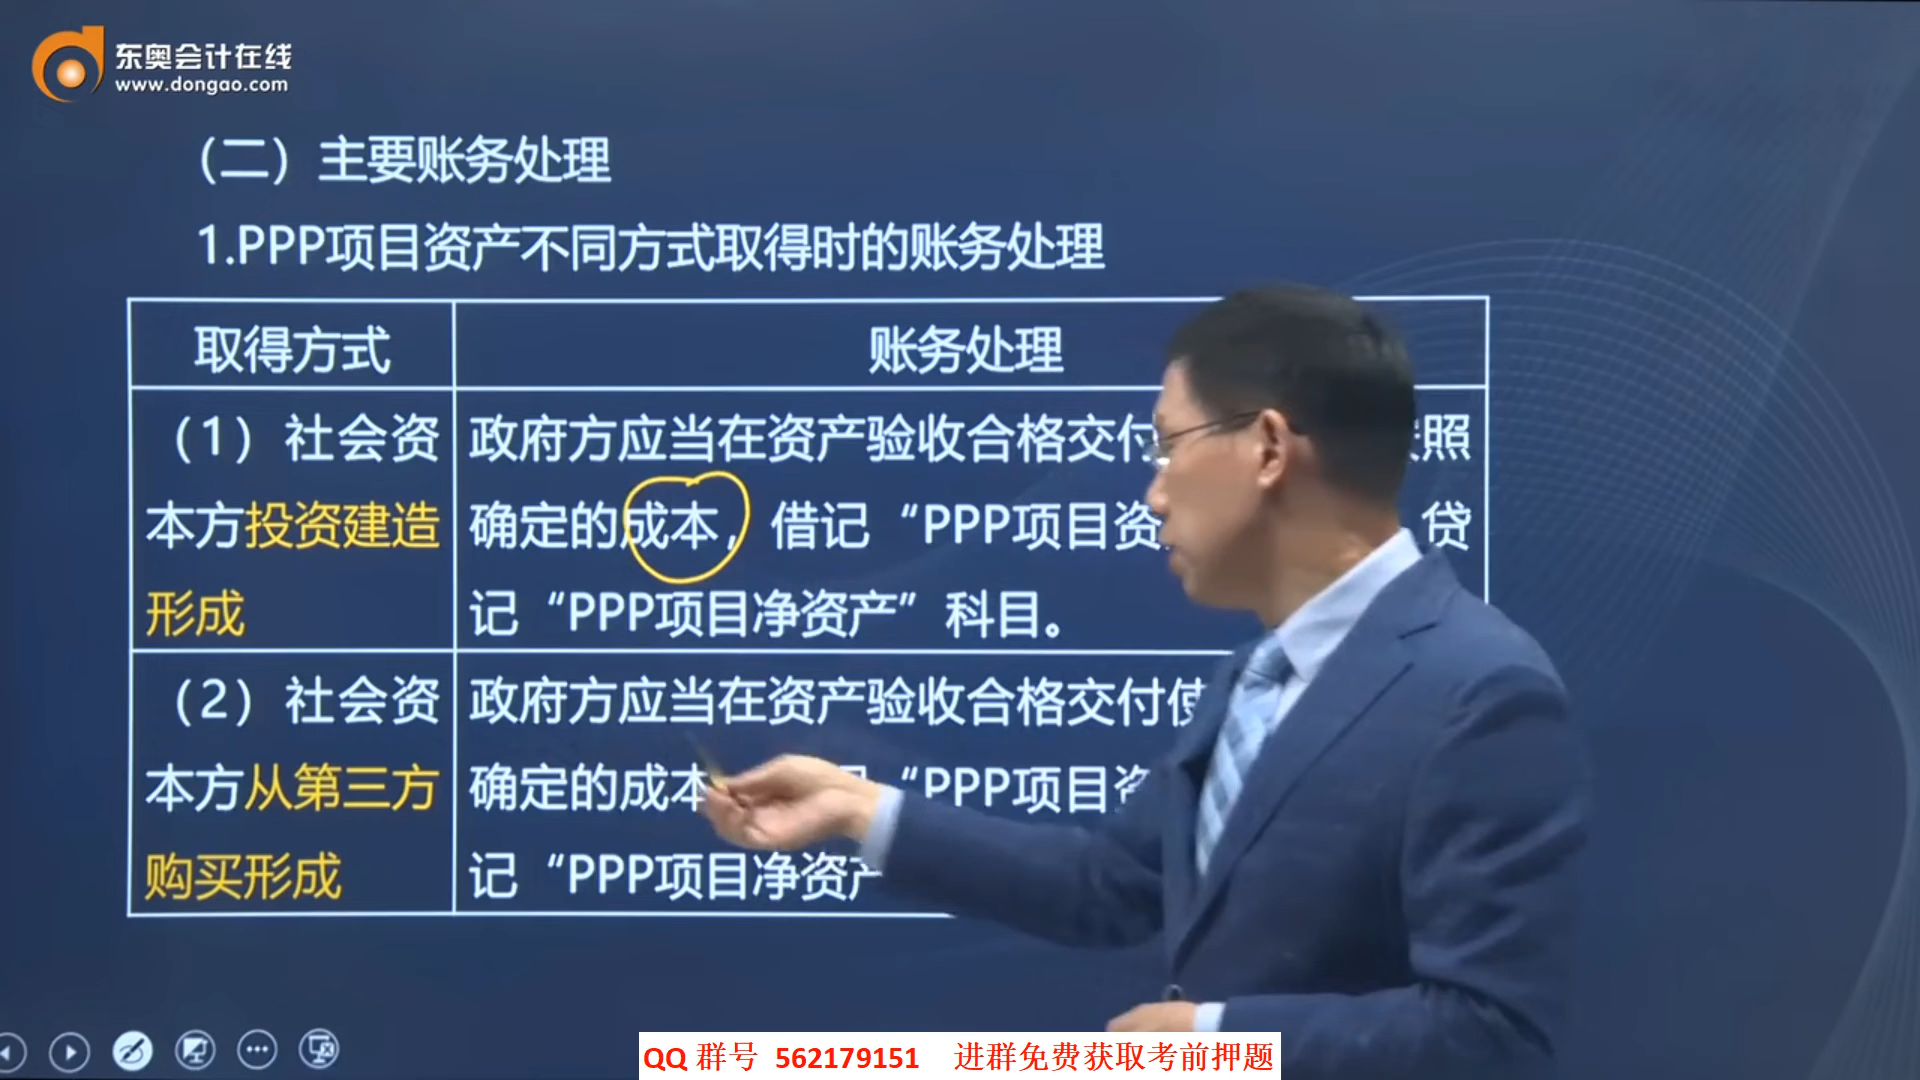 东奥会计在线
www.dongao.com
（二）主要账务处理
1.PPP项目资产不同方式取得时的账务处理
取得方式
账务处理
（1）社会资
本方投资建造
形成
政府方应当在资产验收合格交付
照
确定的成本，借记“PPP项目资
贷
记“PPP项目净资产”科目。
（2）社会资
本方从第三方
购买形成
政府方应当在资产验收合格交付使
确定的成本
“PPP项目资
记“PPP项目净资产
QQ 群号 562179151 进群免费获取考前押题